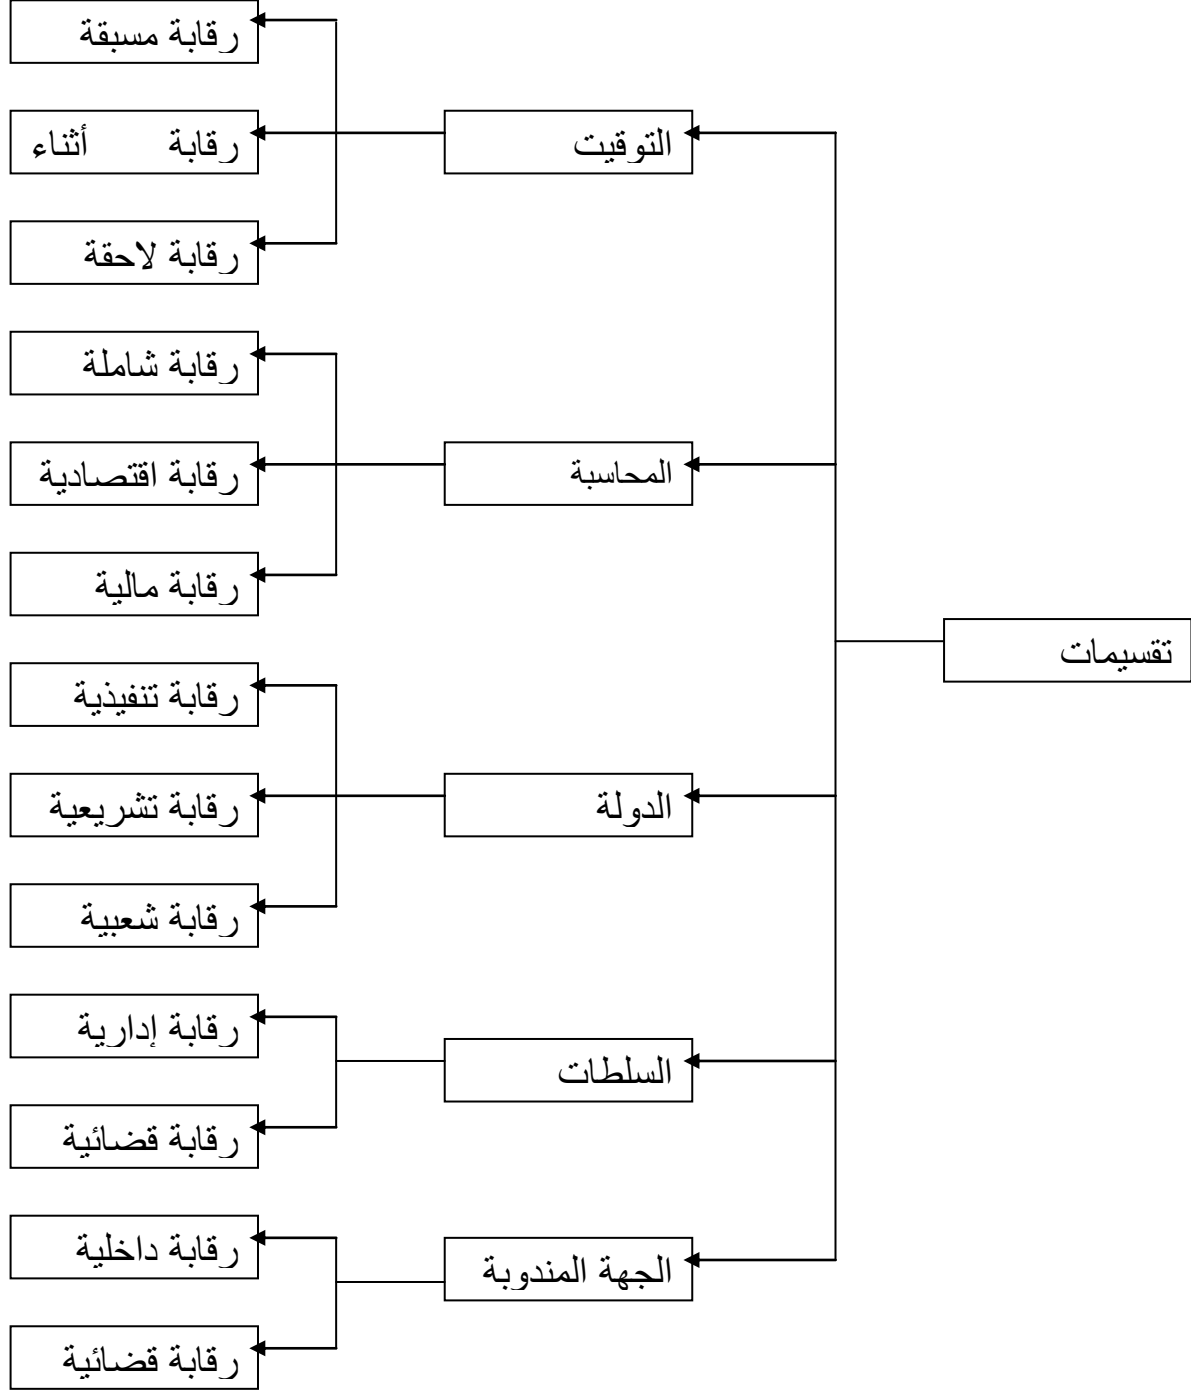 تقسيمات
التوقيت
رقابة مسبقة
رقابة أثناء
رقابة لاحقة
المحاسبة
رقابة شاملة
رقابة اقتصادية
رقابة مالية
الدولة
رقابة تنفيذية
رقابة تشريعية
رقابة شعبية
السلطات
رقابة إدارية
رقابة قضائية
الجهة المندوبة
رقابة داخلية
رقابة قضائية